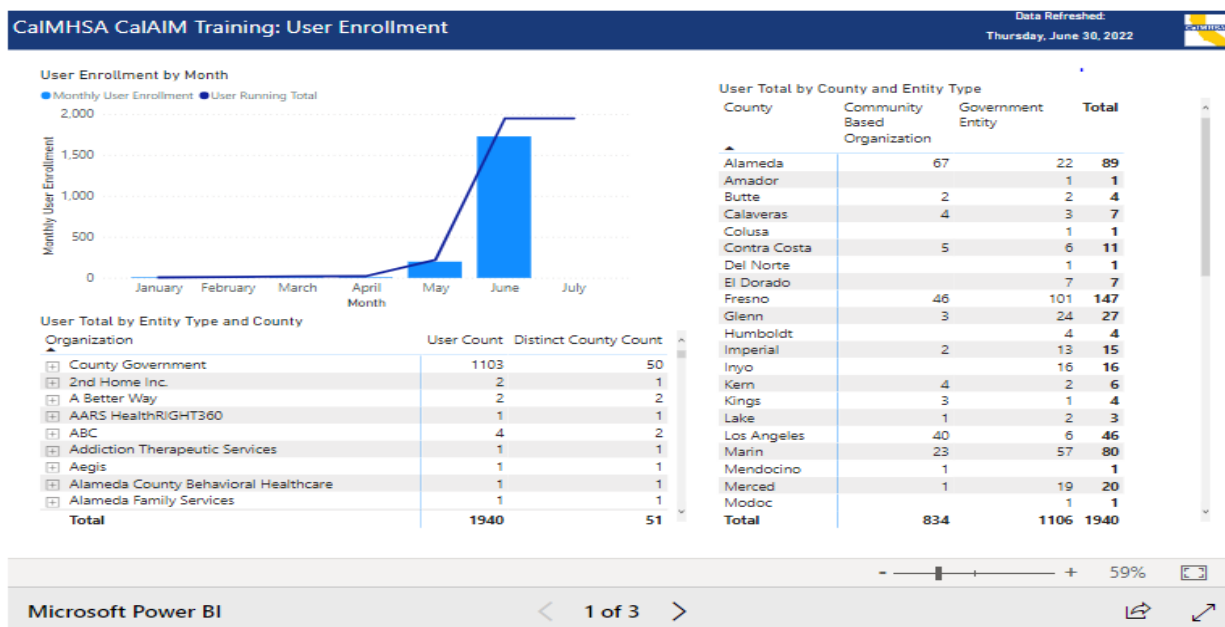 CalMHSA CalAIM Training: User Enrollment
Data Refreshed:
Thursday, June 30, 2022
CalMHSA
User Enrollment by Month
Monthly User Enrollment User Running Total
Monthly User Enrollment
2,000
1,500
1,000
500
0
January February March April May June July
Month
User Total by Entity Type and County
Organization User Count Distinct County Count
County Government 1103 50
2nd Home Inc. 2 1
A Better Way 2 2
AARS HealthRIGHT360 1 1
ABC 4 2
Addiction Therapeutic Services 1 1
Aegis 1 1
Alameda County Behavioral Healthcare 1 1
Alameda Family Services 1 1
Total 1940 51
User Total by County and Entity Type
County Community Government Total
Based Entity
Organization
Alameda 67 22 89
Amador 1 1
Butte 2 2 4
Calaveras 4 3 7
Colusa 1 1
Contra Costa 5 6 11
Del Norte 1 1
El Dorado 7 7
Fresno 46 101 147
Glenn 3 24 27
Humboldt 4 4
Imperial 2 13 15
Inyo 16 16
Kern 4 2 6
Kings 3 1 4
Lake 1 2 3
Los Angeles 40 6 46
Marin 23 57 80
Mendocino 1 1
Merced 1 19 20
Modoc 1 1
Total 834 1106 1940
- + 59%
Microsoft Power BI < 1 of 3 >